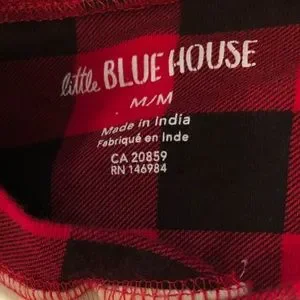 little BLUE HOUSE
M/M
Made in India
Fabriqué en Inde
CA 20859
RN 146984